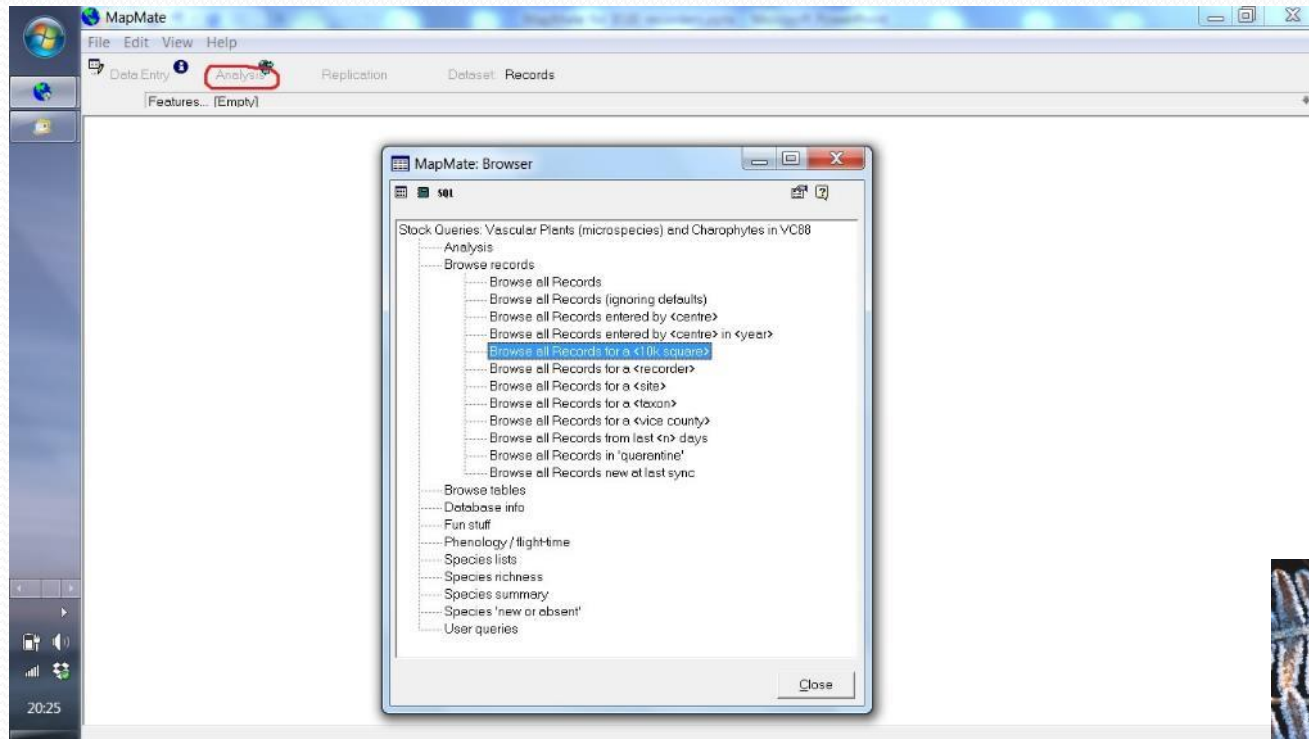 MapMate
File Edit View Help
Data Entry Analysis Replication Dataset: Records
Features... [Empty]
MapMate: Browser
SQL
Stock Queries: Vascular Plants (microspecies) and Charophytes in VC88
Analysis
Browse records
Browse all Records
Browse all Records (ignoring defaults)
Browse all Records entered by <centre>
Browse all Records entered by <centre> in <year>
Browse all Records for a <10k square>
Browse all Records for a <recorder>
Browse all Records for a <site>
Browse all Records for a <taxon>
Browse all Records for a <vice county>
Browse all Records from last <n> days
Browse all Records in 'quarentine'
Browse all Records new at last sync
Browse tables
Database info
Fun stuff
Phenology / flight-time
Species lists
Species richness
Species summary
Species 'new or absent'
User queries
Close
20:25